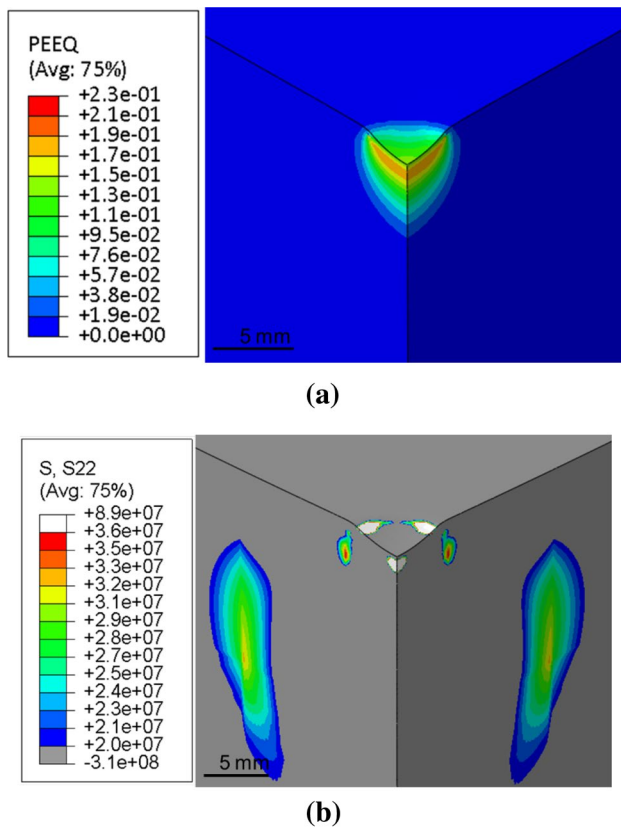 PEEQ
(Avg: 75%)
+2.3e-01
+2.1e-01
+1.9e-01
+1.7e-01
+1.5e-01
+1.3e-01
+1.1e-01
+9.5e-02
+7.6e-02
+5.7e-02
+3.8e-02
+1.9e-02
+0.0e+00
5 mm
(a)
S, S22
(Avg: 75%)
+8.9e+07
+3.6e+07
+3.5e+07
+3.3e+07
+3.2e+07
+3.1e+07
+2.9e+07
+2.8e+07
+2.7e+07
+2.5e+07
+2.4e+07
+2.3e+07
+2.1e+07
+2.0e+07
-3.1e+08
5 mm
(b)